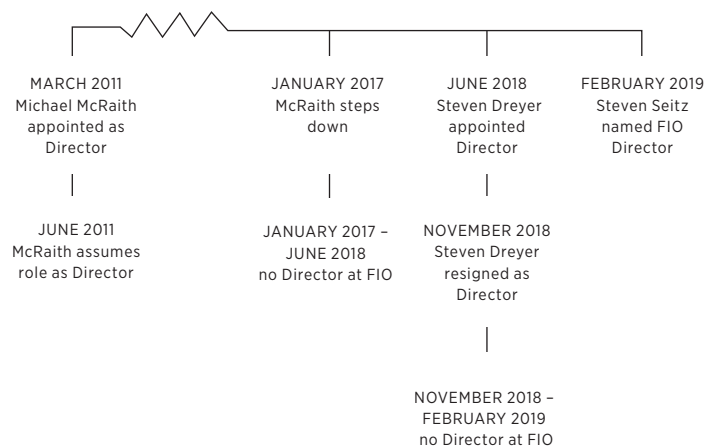 MARCH 2011
Michael McRaith
appointed as
Director
JUNE 2011
McRaith assumes
role as Director
JANUARY 2017
McRaith steps
down
JANUARY 2017 –
JUNE 2018
no Director at FIO
JUNE 2018
Steven Dreyer
appointed
Director
NOVEMBER 2018
Steven Dreyer
resigned as
Director
NOVEMBER 2018 –
FEBRUARY 2019
no Director at FIO
FEBRUARY 2019
Steven Seitz
named FIO
Director